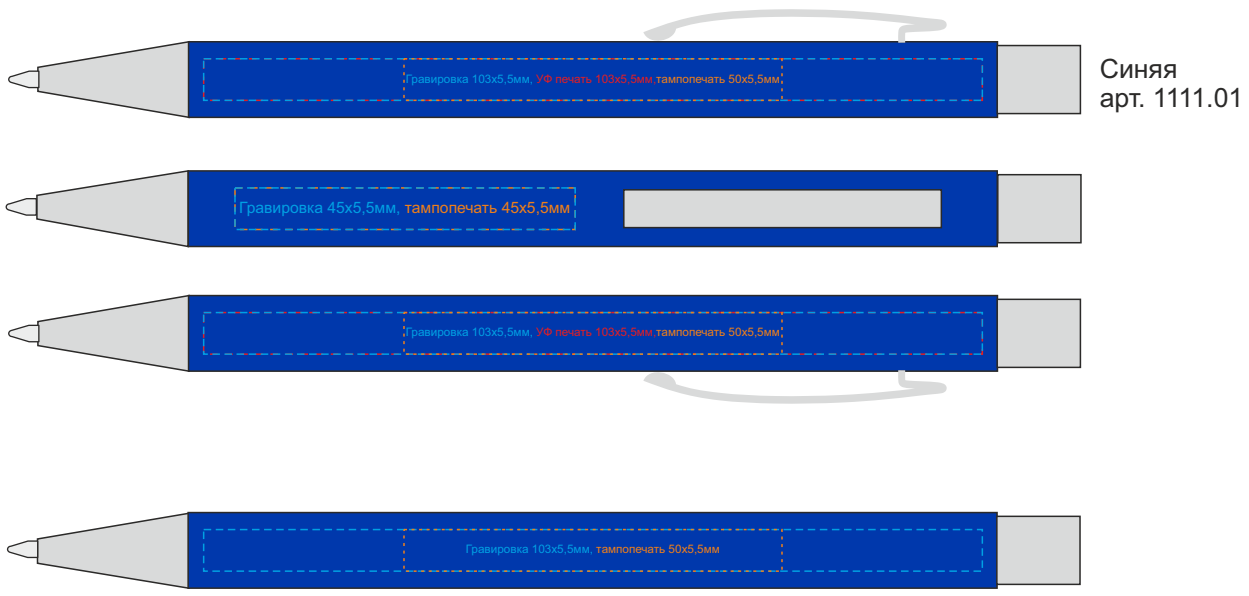 Гравировка 103х5,5мм, УФ печать 103х5,5мм,тампопечать 50х5,5мм
Синяя
арт. 1111.01
Гравировка 45х5,5мм, тампопечать 45х5,5мм
Гравировка 103х5,5мм, УФ печать 103х5,5мм,тампопечать 50х5,5мм
Гравировка 103х5,5мм, тампопечать 50х5,5мм